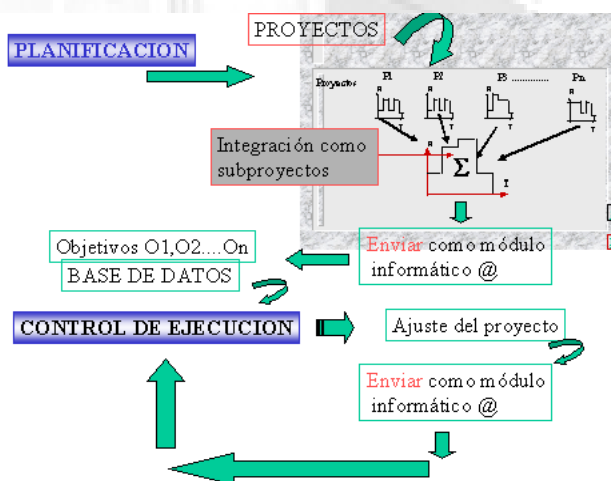 PROYECTOS
PLANIFICACION
Proyectos P1 P2 P3 .............. Pn
R R R R
T T T T
Integración como
subproyectos
R
Σ
T
Enviar como módulo
informático @
Objetivos O1,O2....On
BASE DE DATOS
CONTROL DE EJECUCION
Ajuste del proyecto
Enviar como módulo
informático @